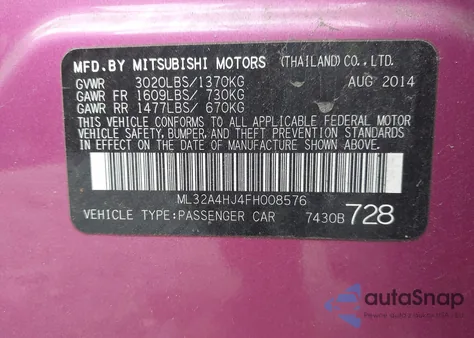 MFD.BY MITSUBISHI MOTORS (THAILAND)CO.,LTD.
GVWR 3020LBS/1370KG AUG 2014
GAWR FR 1609LBS/ 730KG
GAWR RR 1477LBS/ 670KG
THIS VEHICLE CONFORMS TO ALL APPLICABLE FEDERAL MOTOR
VEHICLE SAFETY, BUMPER, AND THEFT PREVENTION STANDARDS
IN EFFECT ON THE DATE OF MANUFACTURE SHOWN ABOVE.
ML32A4HJ4FH008576
VEHICLE TYPE:PASSENGER CAR 7430B 728
autoSnap